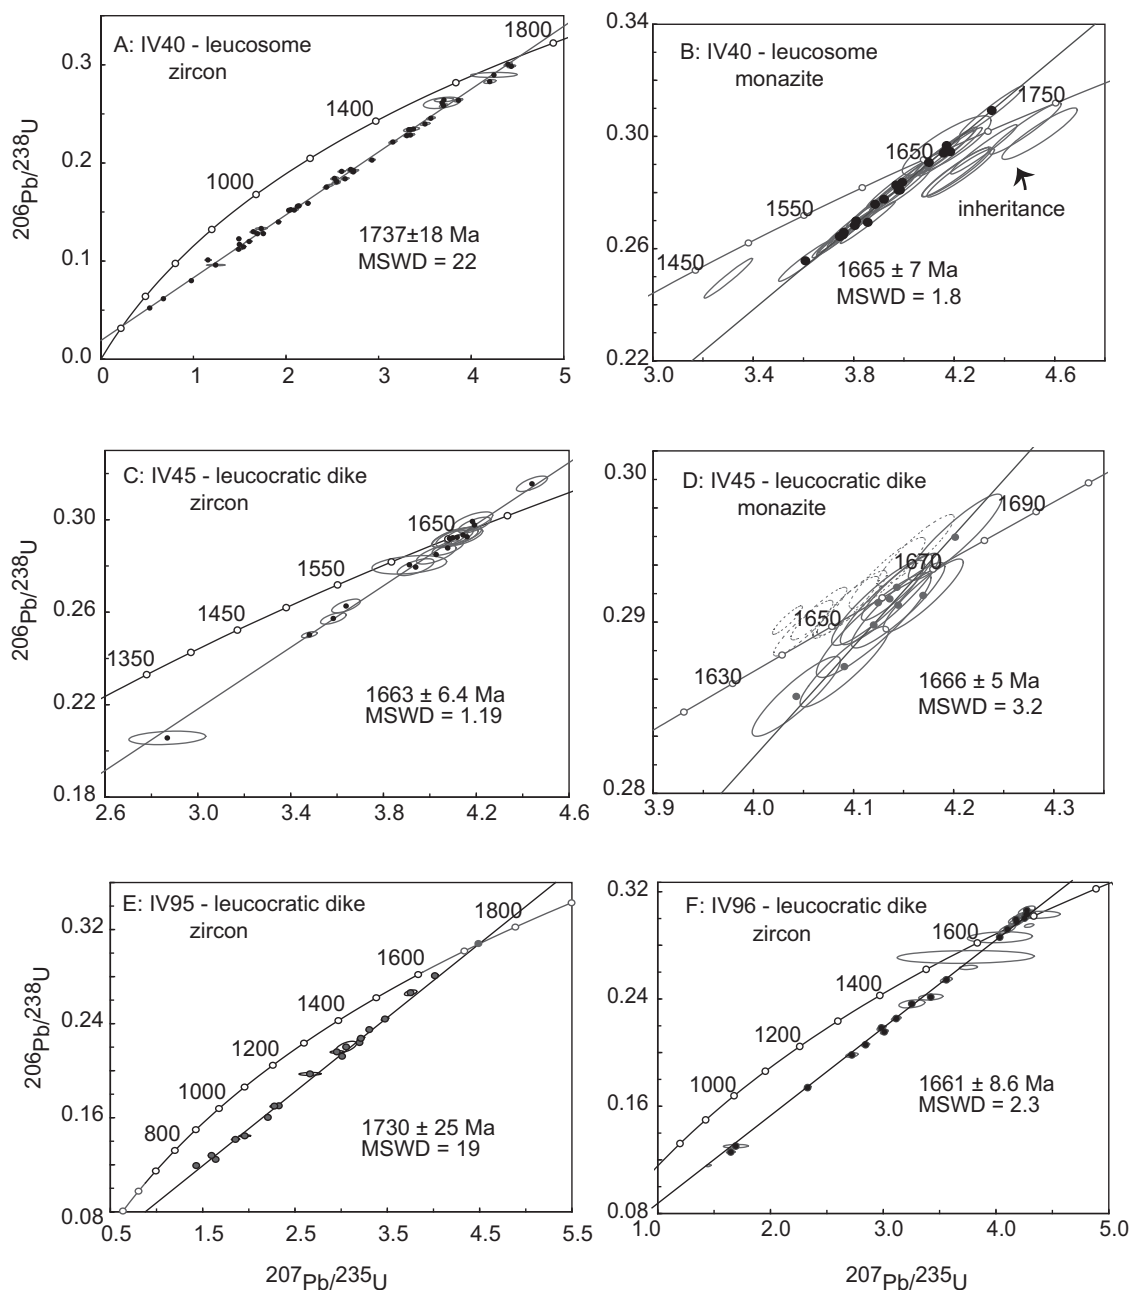 A: IV40 - leucosome
zircon
1800
1400
1000
1737±18 Ma
MSWD = 22
0.3
0.2
0.1
0.0
0 1 2 3 4 5
206Pb/238U
B: IV40 - leucosome
monazite
1750
1650
1550
1450
inheritance
1665 ± 7 Ma
MSWD = 1.8
0.34
0.30
0.26
0.22
3.0 3.4 3.8 4.2 4.6
C: IV45 - leucocratic dike
zircon
1650
1550
1450
1350
1663 ± 6.4 Ma
MSWD = 1.19
0.30
0.26
0.22
0.18
2.6 3.0 3.4 3.8 4.2 4.6
206Pb/238U
D: IV45 - leucocratic dike
monazite
1690
1670
1650
1630
1666 ± 5 Ma
MSWD = 3.2
0.30
0.29
0.28
3.9 4.0 4.1 4.2 4.3
E: IV95 - leucocratic dike
zircon
1800
1600
1400
1200
1000
800
1730 ± 25 Ma
MSWD = 19
0.32
0.24
0.16
0.08
0.5 1.5 2.5 3.5 4.5 5.5
206Pb/238U
207Pb/235U
F: IV96 - leucocratic dike
zircon
1600
1400
1200
1000
1661 ± 8.6 Ma
MSWD = 2.3
0.32
0.24
0.16
0.08
1.0 2.0 3.0 4.0 5.0
207Pb/235U